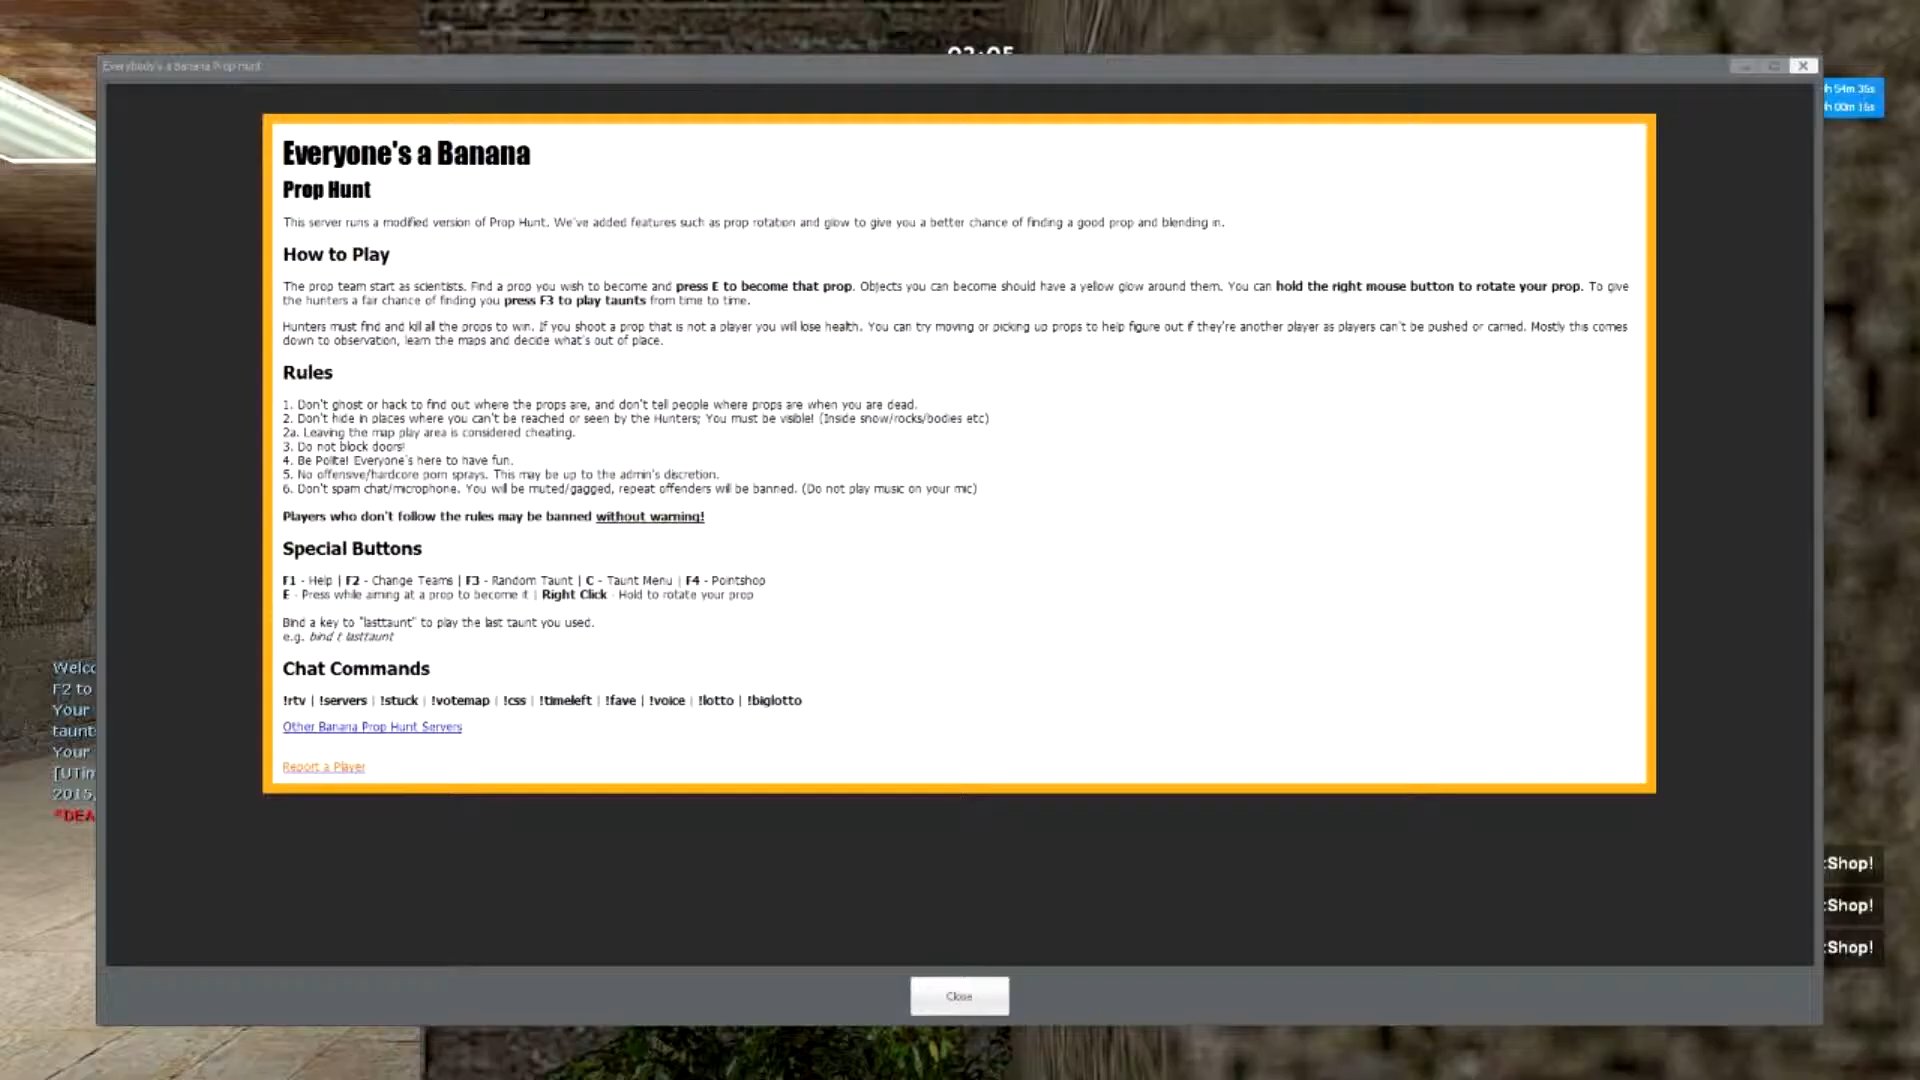 Everybody's a Banana Prop Hunt
h 54m 35s
Everyone's a Banana
Prop Hunt
This server runs a modified version of Prop Hunt. We've added features such as prop rotation and glow to give you a better chance of finding a good prop and blending in.
How to Play
The prop team start as scientists. Find a prop you wish to become and press E to become that prop. Objects you can become should have a yellow glow around them. You can hold the right mouse button to rotate your prop. To give
the hunters a fair chance of finding you press F3 to play taunts from time to time.
Hunters must find and kill all the props to win. If you shoot a prop that is not a player you will lose health. You can try moving or picking up props to help figure out if they're another player as players can't be pushed or carried. Mostly this comes
down to observation, learn the maps and decide what's out of place.
Rules
1. Don't ghost or hack to find out where the props are, and don't tell people where props are when you are dead.
2. Don't hide in places where you can't be reached or seen by the Hunters; You must be visible! (Inside snow/rocks/bodies etc)
2a. Leaving the map play area is considered cheating.
3. Do not block doors!
4. Be Polite! Everyone's here to have fun.
5. No offensive/hardcore porn sprays. This may be up to the admin's discretion.
6. Don't spam chat/microphone. You will be muted/gagged, repeat offenders will be banned. (Do not play music on your mic)
Players who don't follow the rules may be banned without warning!
Special Buttons
F1 - Help | F2 - Change Teams | F3 - Random Taunt | C - Taunt Menu | F4 - Pointshop
E - Press while aiming at a prop to become it | Right Click - Hold to rotate your prop
Bind a key to "lasttaunt" to play the last taunt you used.
e.g. bind t lasttaunt
Chat Commands
!rtv | !servers | !stuck | !votemap | !css | !timeleft | !fave | !voice | !lotto | !biglotto
Other Banana Prop Hunt Servers
Report a Player
Welco
F2 to
Your
taunt
Your
[UTim
2015,
*DEA
Shop!
Shop!
Shop!
Close